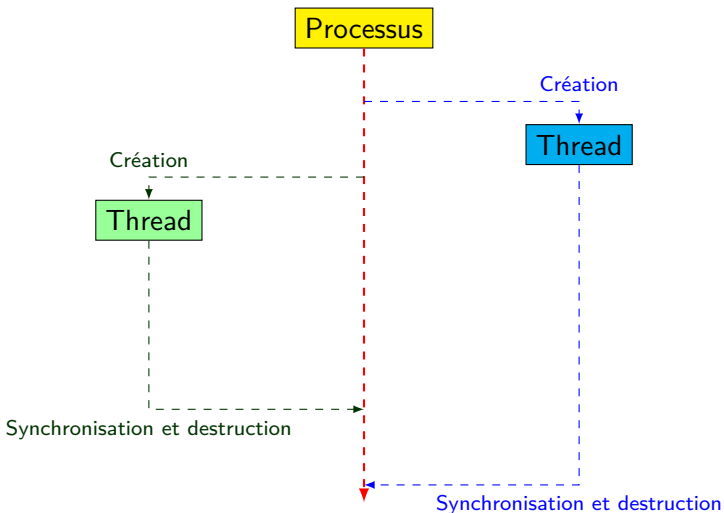 Processus
Création
Thread
Création
Thread
Synchronisation et destruction
Synchronisation et destruction